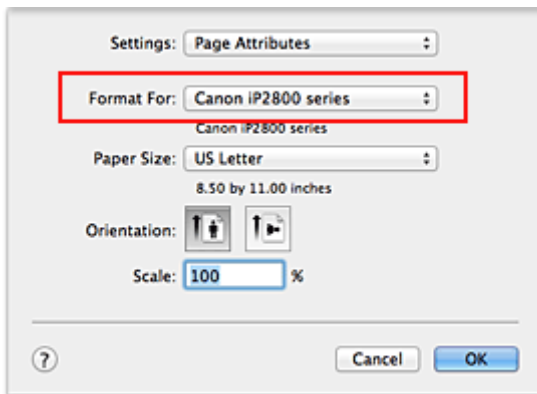 Settings: Page Attributes
Format For: Canon iP2800 series
Canon iP2800 series
Paper Size: US Letter
8.50 by 11.00 inches
Orientation:
Scale: 100 %
? Cancel OK